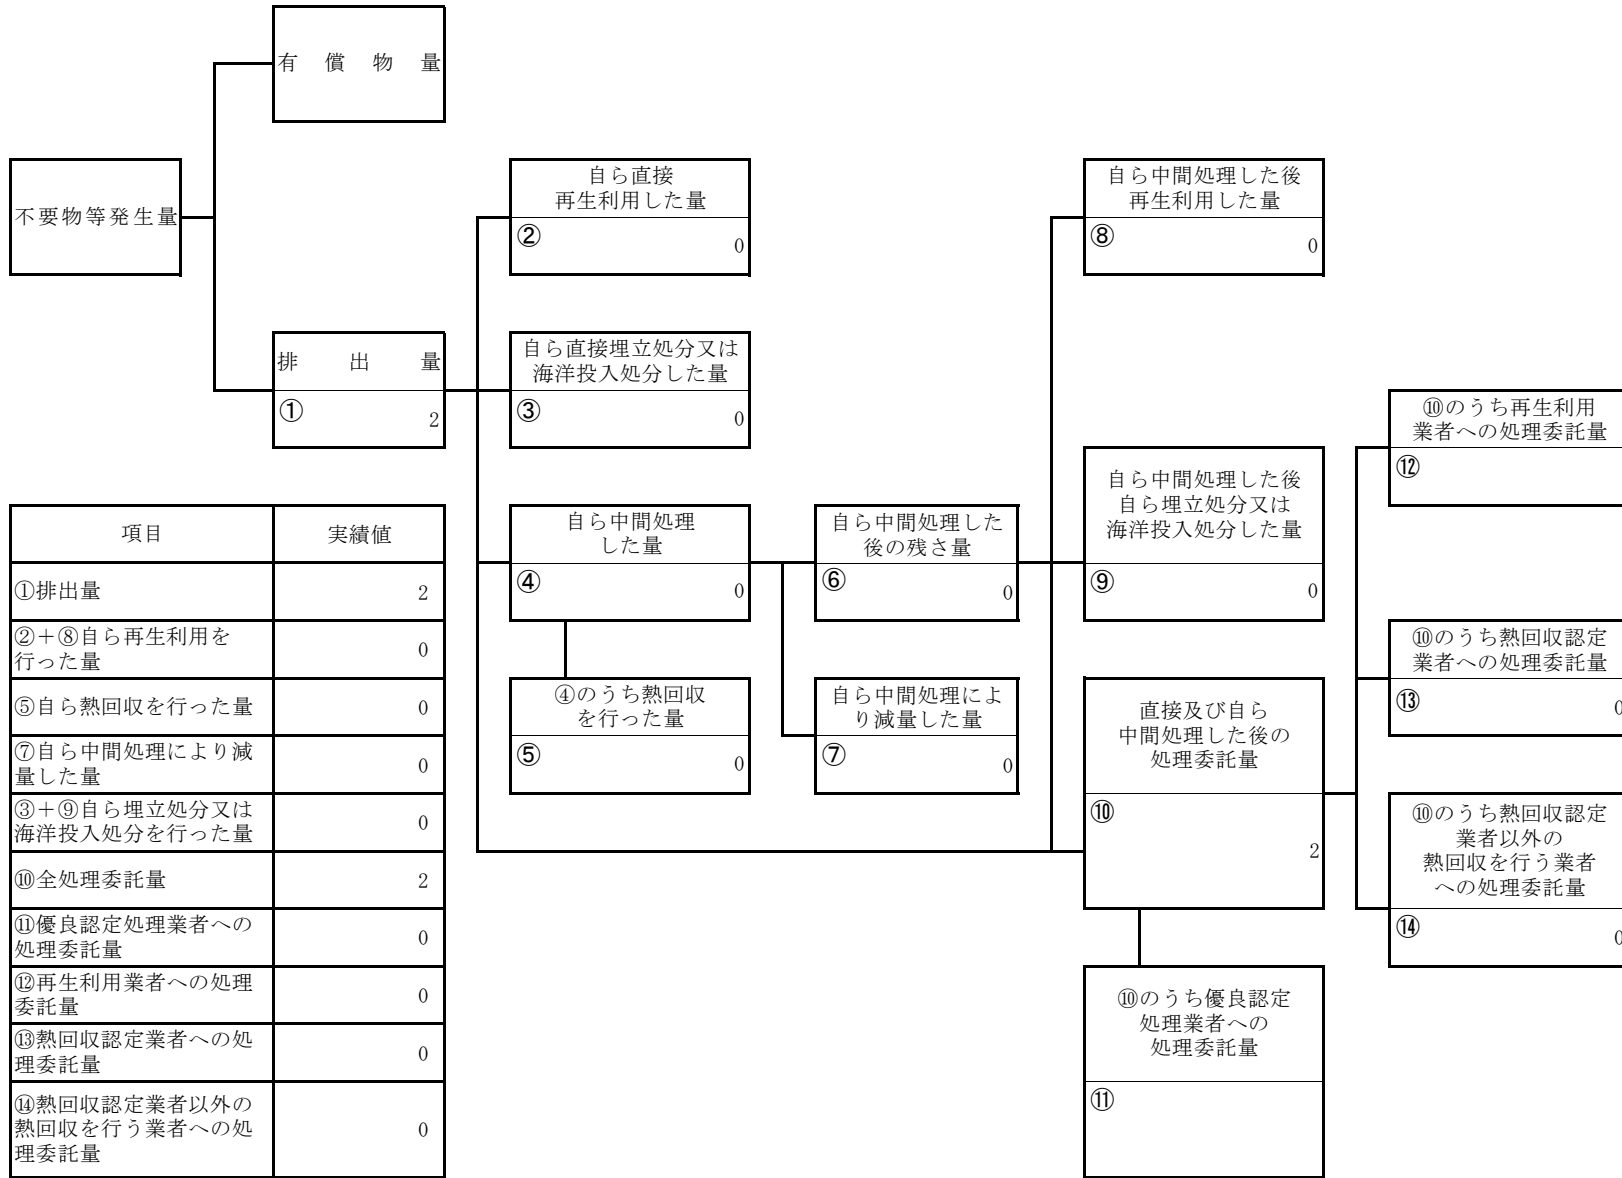 有償物量
不要物等発生量
排出量
①
2
自ら直接
再生利用した量
②
0
自ら直接埋立処分又は
海洋投入処分した量
③
0
自ら中間処理
した量
④
0
④のうち熱回収
を行った量
⑤
0
自ら中間処理した
後の残さ量
⑥
0
自ら中間処理によ
り減量した量
⑦
0
自ら中間処理した後
再生利用した量
⑧
0
自ら中間処理した後
自ら埋立処分又は
海洋投入処分した量
⑨
0
直接及び自ら
中間処理した後の
処理委託量
⑩
2
⑩のうち優良認定
処理業者への
処理委託量
⑪
⑩のうち再生利用
業者への処理委託量
⑫
⑩のうち熱回収認定
業者への処理委託量
⑬
0
⑩のうち熱回収認定
業者以外の
熱回収を行う業者
への処理委託量
⑭
0
項目 実績値
①排出量 2
②+⑧自ら再生利用を
行った量 0
⑤自ら熱回収を行った量 0
⑦自ら中間処理により減
量した量 0
③+⑨自ら埋立処分又は
海洋投入処分を行った量 0
⑩全処理委託量 2
⑪優良認定処理業者への
処理委託量 0
⑫再生利用業者への処理
委託量 0
⑬熱回収認定業者への処
理委託量 0
⑭熱回収認定業者以外の
熱回収を行う業者への処
理委託量 0